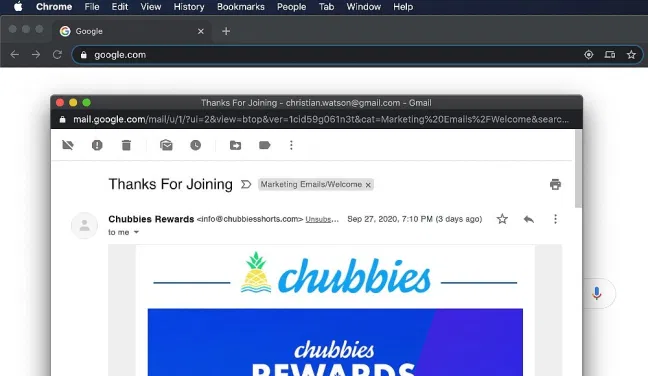 Chrome File Edit View History Bookmarks People Tab Window Help
Google
google.com
Thanks For Joining - christian.watson@gmail.com - Gmail
mail.google.com/mail/u/1/?ui=2&view=btop&ver=1cid59g061n3t&cat=Marketing%20Emails%2FWelcome&searc...
Thanks For Joining Marketing Emails/Welcome x
Chubbies Rewards <info@chubbiesshorts.com> Unsubs... Sep 27, 2020, 7:10 PM (3 days ago)
to me
chubbies
chubbies
REWARDS